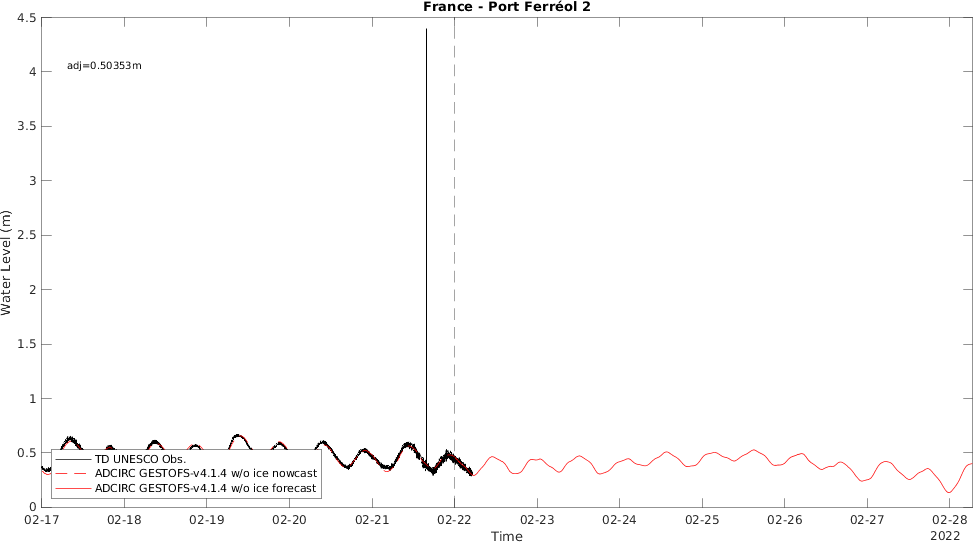 France - Port Ferréol 2
adj=0.50353m
4.5
4
3.5
3
2.5
2
1.5
1
0.5
0
Water Level (m)
TD UNESCO Obs.
ADCIRC GESTOFS-v4.1.4 w/o ice nowcast
ADCIRC GESTOFS-v4.1.4 w/o ice forecast
02-17 02-18 02-19 02-20 02-21 02-22 02-23 02-24 02-25 02-26 02-27 02-28
2022
Time